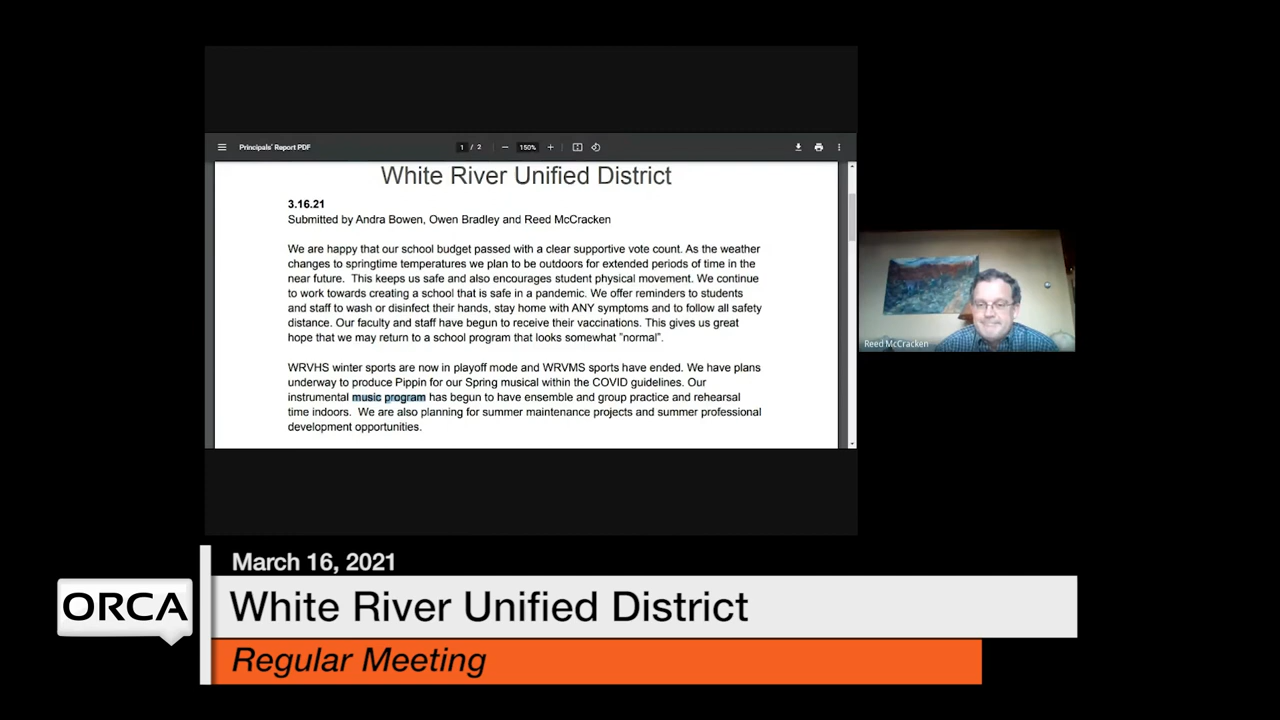 Principals' Report PDF
1 / 2
150%
White River Unified District
3.16.21
Submitted by Andra Bowen, Owen Bradley and Reed McCracken
We are happy that our school budget passed with a clear supportive vote count. As the weather
changes to springtime temperatures we plan to be outdoors for extended periods of time in the
near future. This keeps us safe and also encourages student physical movement. We continue
to work towards creating a school that is safe in a pandemic. We offer reminders to students
and staff to wash or disinfect their hands, stay home with ANY symptoms and to follow all safety
distance. Our faculty and staff have begun to receive their vaccinations. This gives us great
hope that we may return to a school program that looks somewhat "normal".
WRVHS winter sports are now in playoff mode and WRVMS sports have ended. We have plans
underway to produce Pippin for our Spring musical within the COVID guidelines. Our
instrumental music program has begun to have ensemble and group practice and rehearsal
time indoors. We are also planning for summer maintenance projects and summer professional
development opportunities.
Reed McCracken
March 16, 2021
ORCA
White River Unified District
Regular Meeting